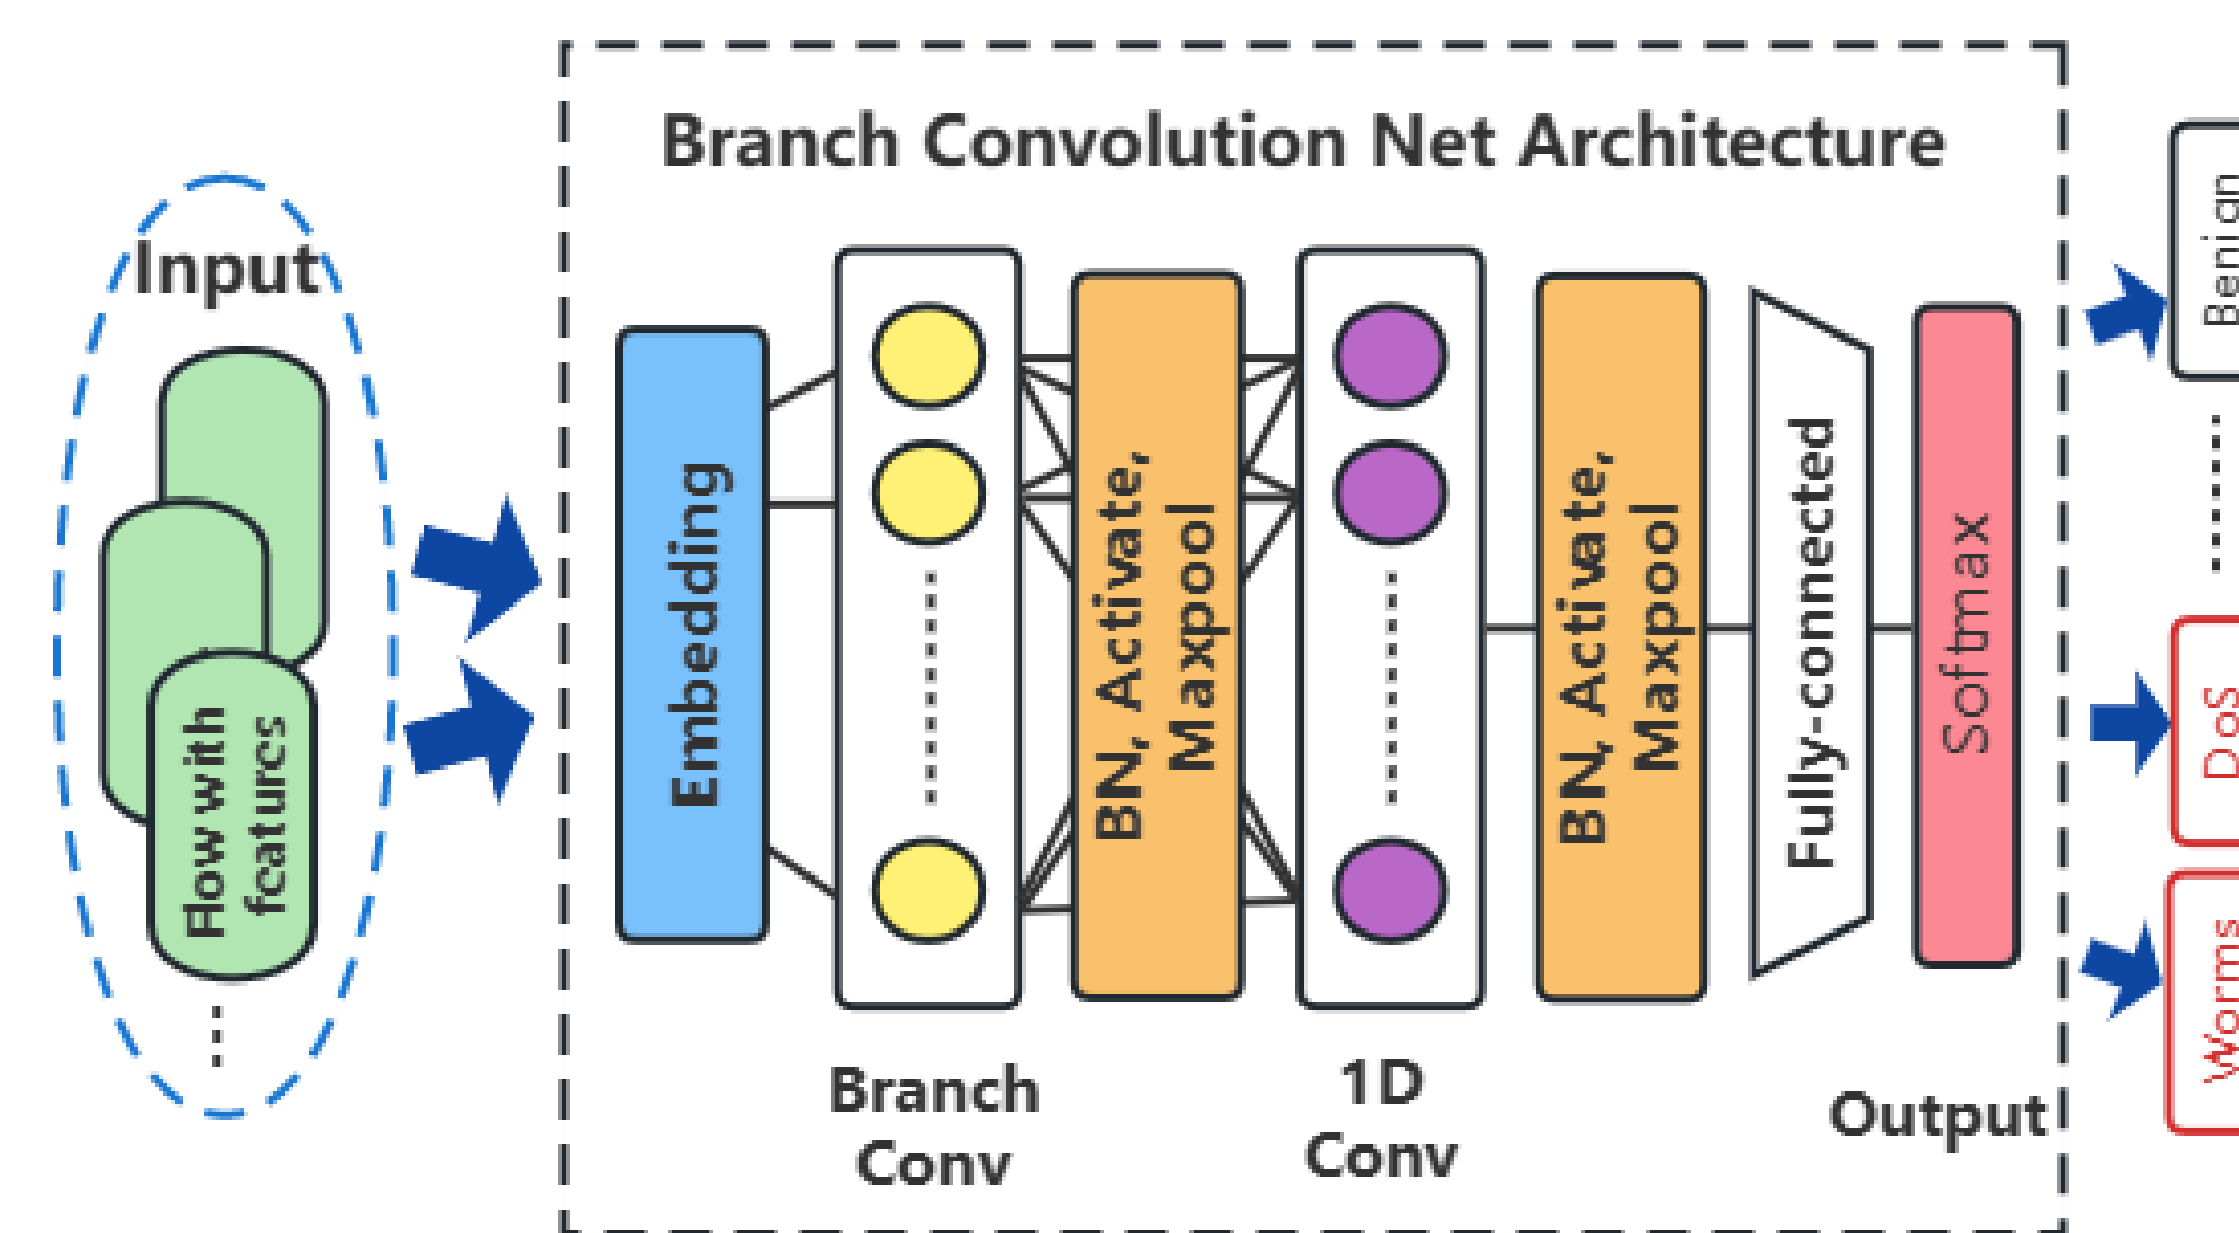 Branch Convolution Net Architecture
Input
Flow with
features
Embedding
BN, Activate,
Maxpool
BN, Activate,
Maxpool
Fully-connected
Softmax
Branch
Conv
1D
Conv
Output
Benign
DoS
Worms